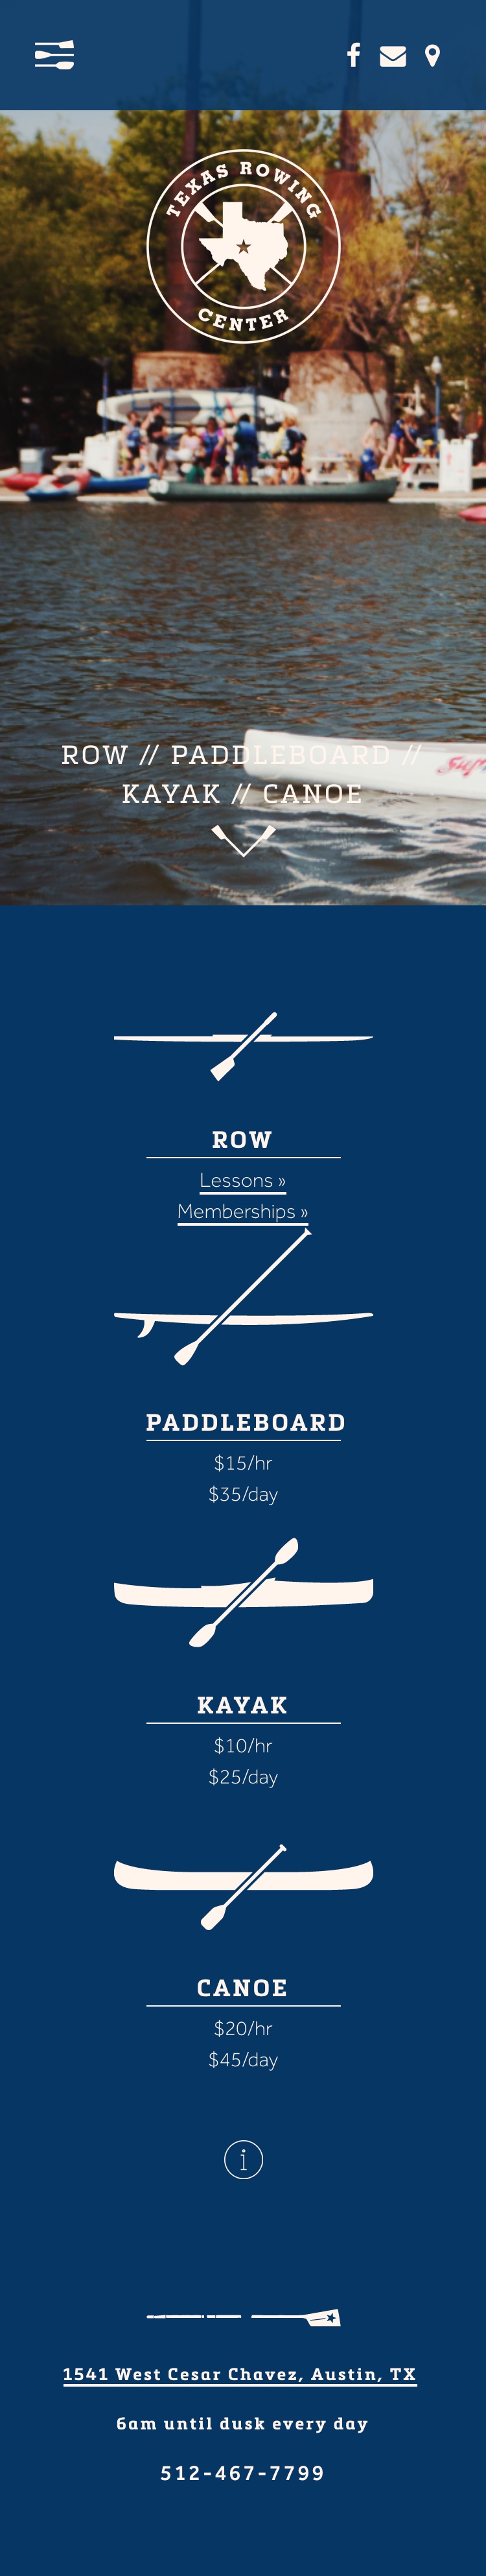 TEXAS ROWING
CENTER
ROW // PADDLEBOARD //
KAYAK // CANOE
ROW
Lessons »
Memberships »
PADDLEBOARD
$15/hr
$35/day
KAYAK
$10/hr
$25/day
CANOE
$20/hr
$45/day
i
1541 West Cesar Chavez, Austin, TX
6am until dusk every day
512-467-7799